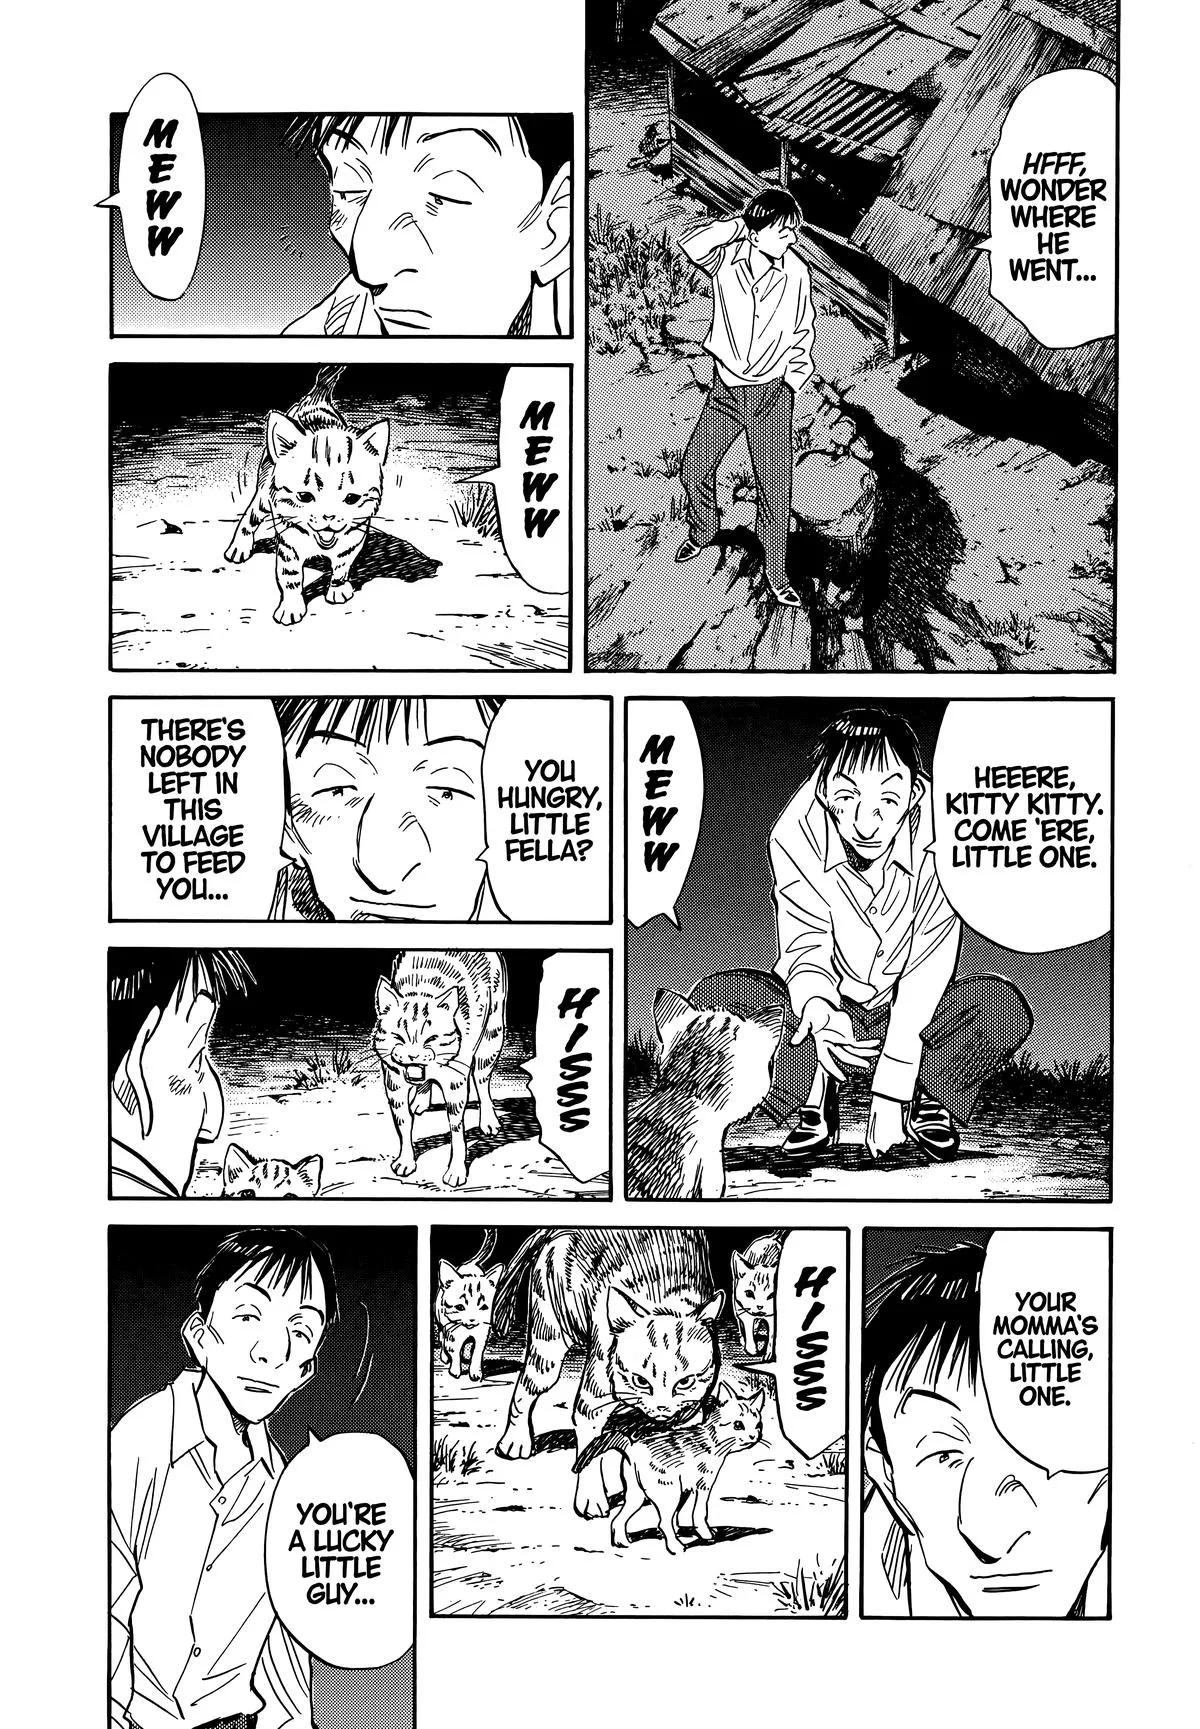 HFFF,
WONDER
WHERE
HE
WENT...
MEWW
MEWW
HEEERE,
KITTY KITTY.
COME 'ERE,
LITTLE ONE.
MEWW
YOU
HUNGRY,
LITTLE
FELLA?
THERE'S
NOBODY
LEFT IN
THIS
VILLAGE
TO FEED
YOU...
HISSS
YOUR
MOMMA'S
CALLING,
LITTLE
ONE.
HISSS
YOU'RE
A LUCKY
LITTLE
GUY...